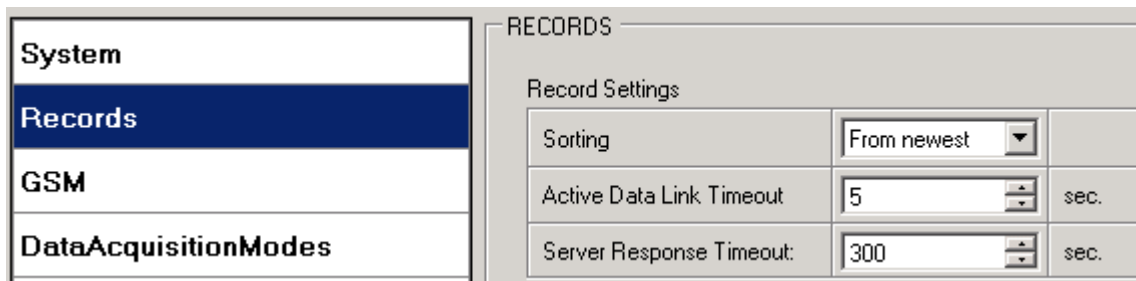 System
Records
GSM
DataAcquisitionModes
RECORDS
Record Settings
Sorting From newest
Active Data Link Timeout 5 sec.
Server Response Timeout: 300 sec.